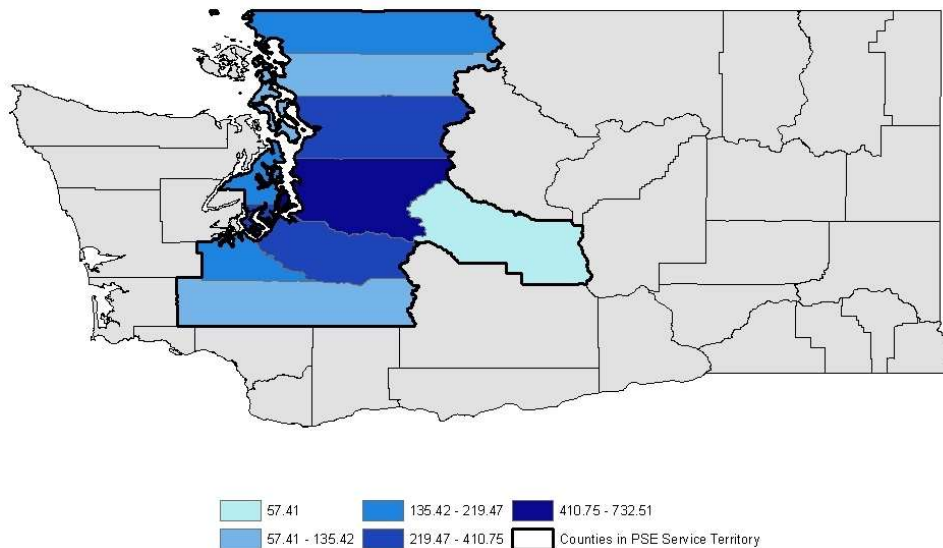 57.41 135.42 - 219.47 410.75 - 732.51
57.41 - 135.42 219.47 - 410.75 Counties in PSE Service Territory